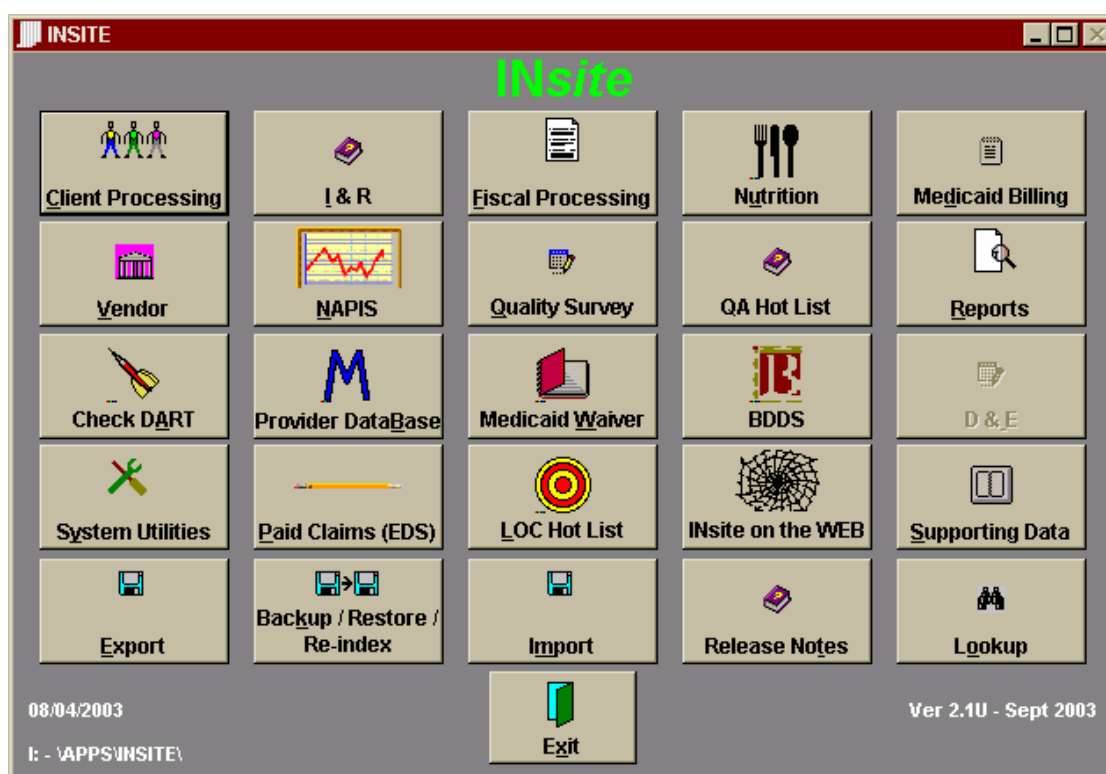 INSITE
INsite
Client Processing
I & R
Fiscal Processing
Nutrition
Medicaid Billing
Vendor
NAPIS
Quality Survey
QA Hot List
Reports
Check DART
Provider DataBase
Medicaid Waiver
BDDS
D & E
System Utilities
Paid Claims (EDS)
LOC Hot List
INsite on the WEB
Supporting Data
Export
Backup / Restore /
Re-index
Import
Release Notes
Lookup
08/04/2003
Exit
Ver 2.1U - Sept 2003
I: - \APPS\INSITE\